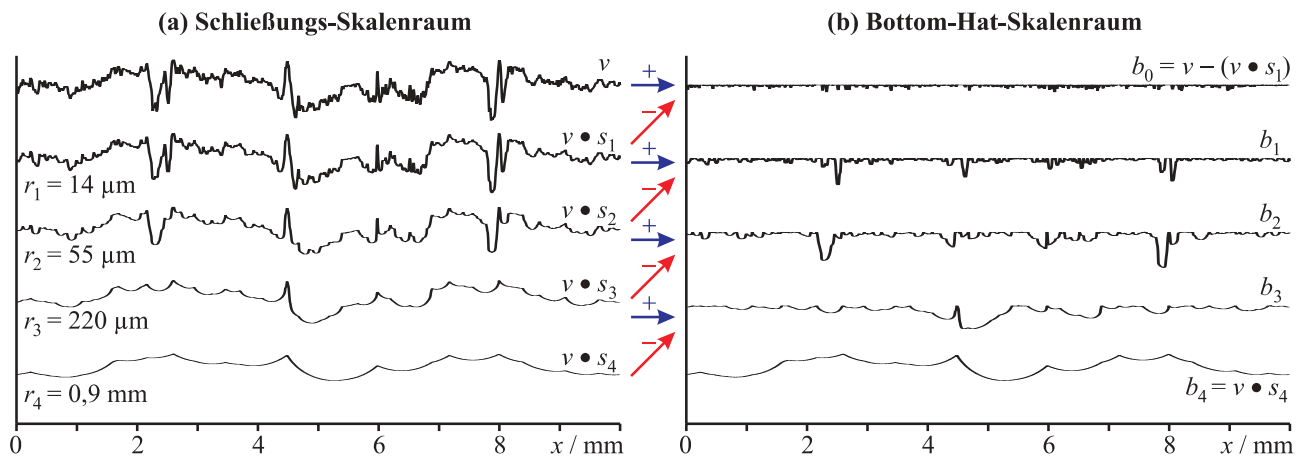 (a) Schließungs-Skalenraum
v
v • s₁
r₁ = 14 µm
v • s₂
r₂ = 55 µm
v • s₃
r₃ = 220 µm
v • s₄
r₄ = 0,9 mm
0 2 4 6 8 x / mm
+
−
+
−
+
−
+
−
(b) Bottom-Hat-Skalenraum
b₀ = v − (v • s₁)
b₁
b₂
b₃
b₄ = v • s₄
0 2 4 6 8 x / mm